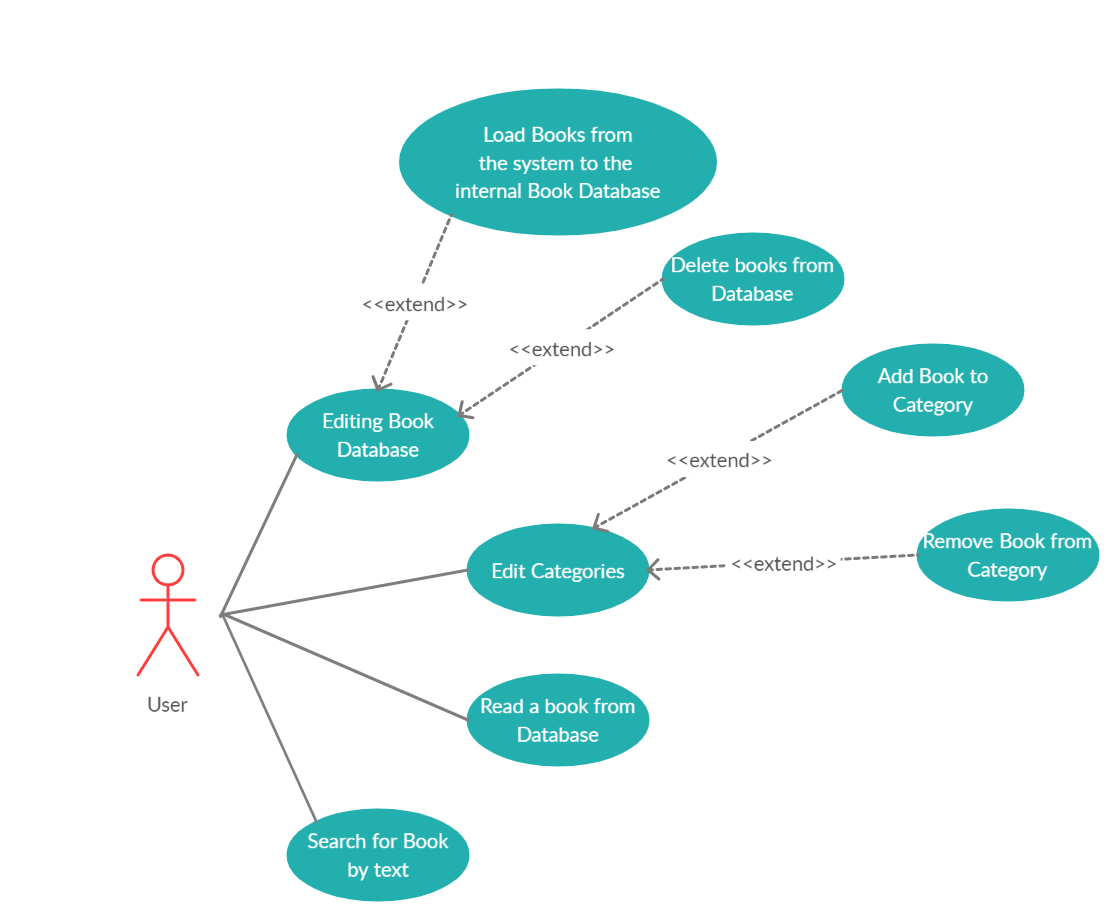 Load Books from
the system to the
internal Book Database
Delete books from
Database
<<extend>>
<<extend>>
Add Book to
Category
Editing Book
Database
<<extend>>
Remove Book from
Category
<<extend>>
Edit Categories
User
Read a book from
Database
Search for Book
by text